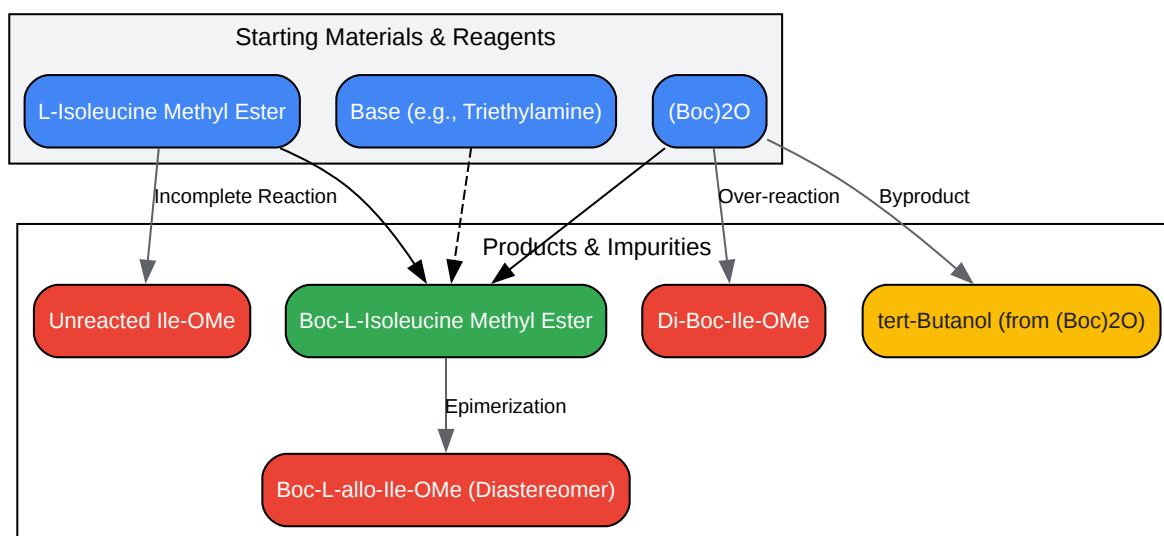 Starting Materials & Reagents
L-Isoleucine Methyl Ester
Base (e.g., Triethylamine)
(Boc)2O
Incomplete Reaction
Over-reaction
Byproduct
Products & Impurities
Unreacted Ile-OMe
Boc-L-Isoleucine Methyl Ester
Di-Boc-Ile-OMe
tert-Butanol (from (Boc)2O)
Epimerization
Boc-L-allo-Ile-OMe (Diastereomer)